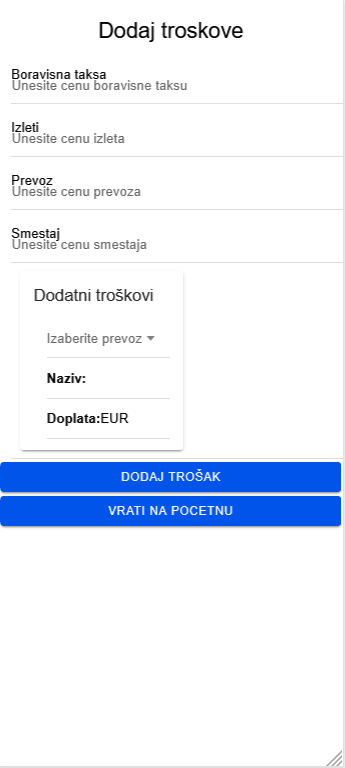 Dodaj troskove
Boravisna taksa
Unesite cenu boravisne taksu
Izleti
Unesite cenu izleta
Prevoz
Unesite cenu prevoza
Smestaj
Unesite cenu smestaja
Dodatni troškovi
Izaberite prevoz
Naziv:
Doplata:EUR
DODAJ TROŠAK
VRATI NA POCETNU